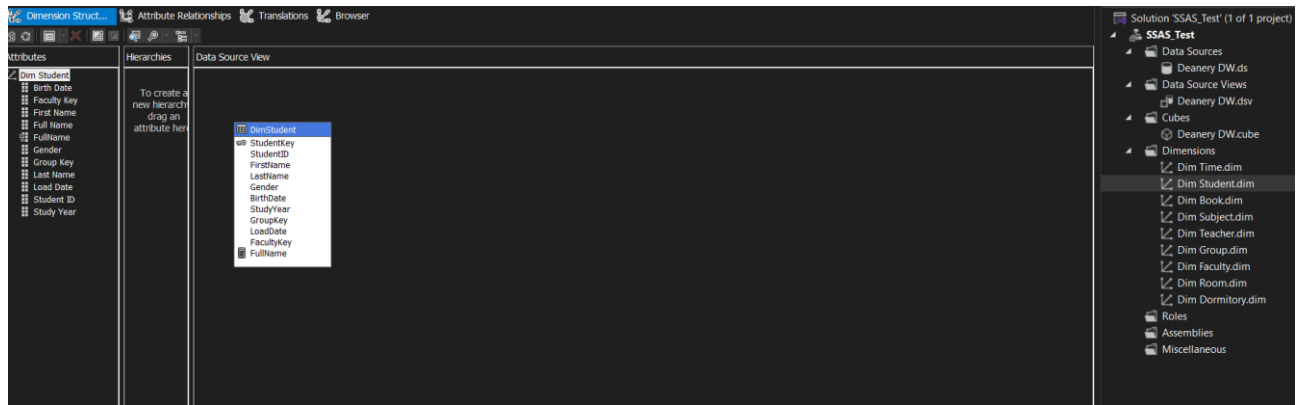 Dimension Struct...
Attribute Relationships
Translations
Browser
Attributes
Dim Student
Birth Date
Faculty Key
First Name
Full Name
FullName
Gender
Group Key
Last Name
Load Date
Student ID
Study Year
Hierarchies
To create a
new hierarchy
drag an
attribute here
Data Source View
DimStudent
StudentKey
StudentID
FirstName
LastName
Gender
BirthDate
StudyYear
GroupKey
LoadDate
FacultyKey
FullName
Solution 'SSAS_Test' (1 of 1 project)
SSAS_Test
Data Sources
Deanery DW.ds
Data Source Views
Deanery DW.dsv
Cubes
Deanery DW.cube
Dimensions
Dim Time.dim
Dim Student.dim
Dim Book.dim
Dim Subject.dim
Dim Teacher.dim
Dim Group.dim
Dim Faculty.dim
Dim Room.dim
Dim Dormitory.dim
Roles
Assemblies
Miscellaneous